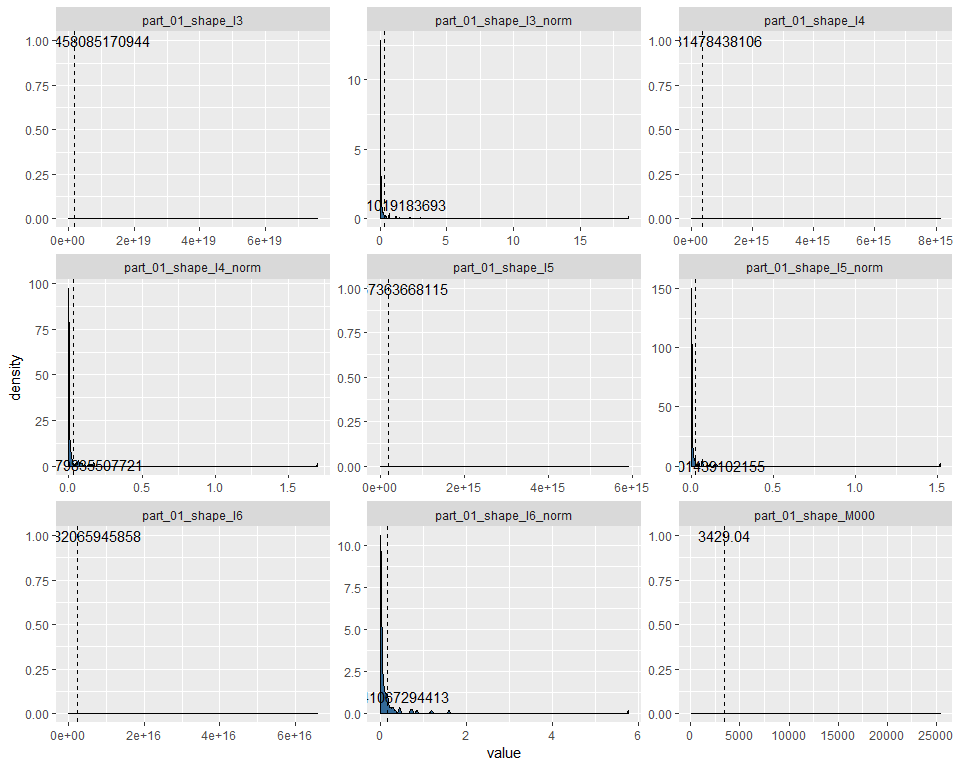 part_01_shape_I3
part_01_shape_I3_norm
part_01_shape_I4
1.00
0.75
0.50
0.25
0.00
458085170944
0e+00 2e+19 4e+19 6e+19
10
5
0
1019183693
0 5 10 15
1.00
0.75
0.50
0.25
0.00
31478438106
0e+00 2e+15 4e+15 6e+15 8e+15
part_01_shape_I4_norm
part_01_shape_I5
part_01_shape_I5_norm
density
100
75
50
25
0
0.0 0.5 1.0 1.5
1.00
0.75
0.50
0.25
0.00
7363668115
0e+00 2e+15 4e+15 6e+15
150
100
50
0
01439102155
0.0 0.5 1.0 1.5
part_01_shape_I6
part_01_shape_I6_norm
part_01_shape_M000
1.00
0.75
0.50
0.25
0.00
32065945858
0e+00 2e+16 4e+16 6e+16
10.0
7.5
5.0
2.5
0.0
41067294413
0 2 4 6
1.00
0.75
0.50
0.25
0.00
3429.04
0 5000 10000 15000 20000 25000
value